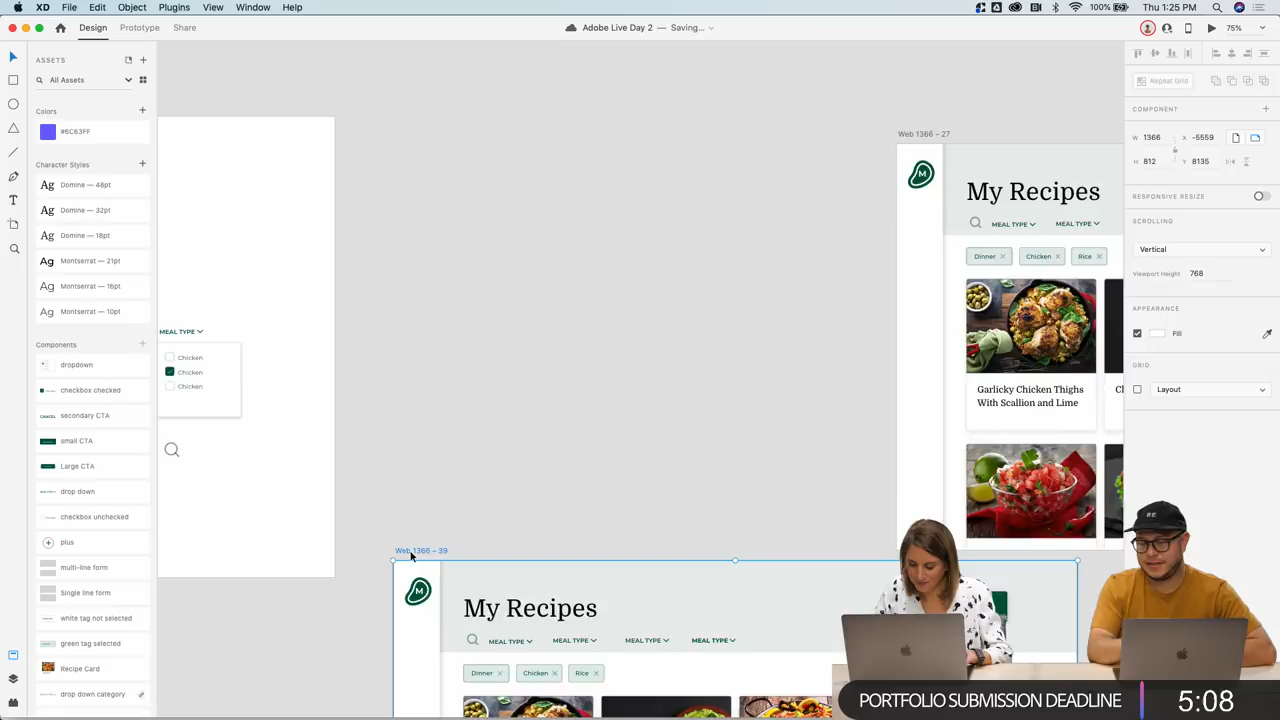 XD File Edit Object Plugins View Window Help
100% Thu 1:25 PM
Design Prototype Share
Adobe Live Day 2 — Saving...
75%
ASSETS
All Assets
Colors
#6C63FF
Character Styles
Ag Domine — 48pt
Ag Domine — 32pt
Ag Domine — 18pt
Ag Montserrat — 21pt
Ag Montserrat — 16pt
Ag Montserrat — 10pt
Components
dropdown
checkbox checked
CANCEL secondary CTA
small CTA
Large CTA
drop down
checkbox unchecked
plus
multi-line form
Single line form
white tag not selected
green tag selected
Recipe Card
drop down category
MEAL TYPE
Chicken
Chicken
Chicken
Web 1366 – 27
M
My Recipes
MEAL TYPE MEAL TYPE
Dinner Chicken Rice
Garlicky Chicken Thighs
With Scallion and Lime
Web 1366 – 39
M
My Recipes
MEAL TYPE MEAL TYPE MEAL TYPE MEAL TYPE
Dinner Chicken Rice
Repeat Grid
COMPONENT
W 1366 X -5559
H 812 Y 8135
RESPONSIVE RESIZE
SCROLLING
Vertical
Viewport Height 768
APPEARANCE
Fill
GRID
Layout
PORTFOLIO SUBMISSION DEADLINE 5:08